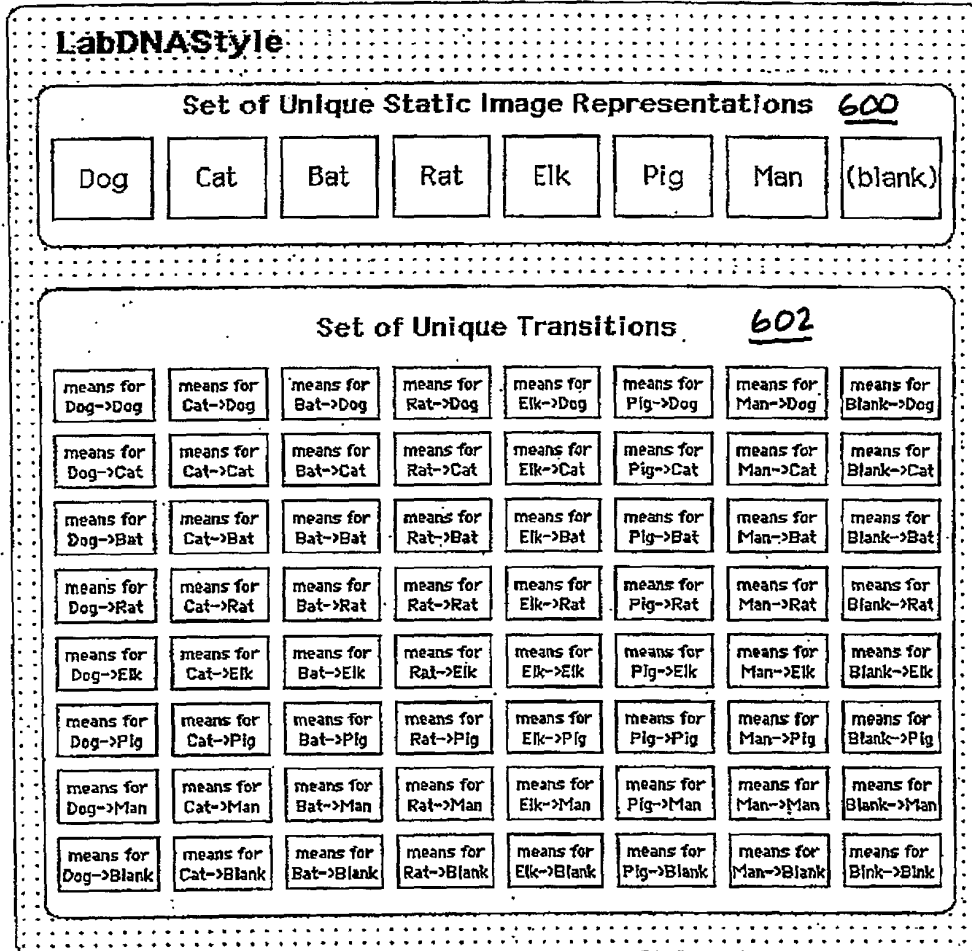 LabDNAStyle
Set of Unique Static Image Representations 600
Dog Cat Bat Rat Elk Pig Man (blank)
Set of Unique Transitions 602
means for means for means for means for means for means for means for means for
Dog->Dog Cat->Dog Bat->Dog Rat->Dog Elk->Dog Pig->Dog Man->Dog Blank->Dog
means for means for means for means for means for means for means for means for
Dog->Cat Cat->Cat Bat->Cat Rat->Cat Elk->Cat Pig->Cat Man->Cat Blank->Cat
means for means for means for means for means for means for means for means for
Dog->Bat Cat->Bat Bat->Bat Rat->Bat Elk->Bat Pig->Bat Man->Bat Blank->Bat
means for means for means for means for means for means for means for means for
Dog->Rat Cat->Rat Bat->Rat Rat->Rat Elk->Rat Pig->Rat Man->Rat Blank->Rat
means for means for means for means for means for means for means for means for
Dog->Elk Cat->Elk Bat->Elk Rat->Elk Elk->Elk Pig->Elk Man->Elk Blank->Elk
means for means for means for means for means for means for means for means for
Dog->Pig Cat->Pig Bat->Pig Rat->Pig Elk->Pig Pig->Pig Man->Pig Blank->Pig
means for means for means for means for means for means for means for means for
Dog->Man Cat->Man Bat->Man Rat->Man Elk->Man Pig->Man Man->Man Blank->Man
means for means for means for means for means for means for means for means for
Dog->Blank Cat->Blank Bat->Blank Rat->Blank Elk->Blank Pig->Blank Man->Blank Blnk->Blnk